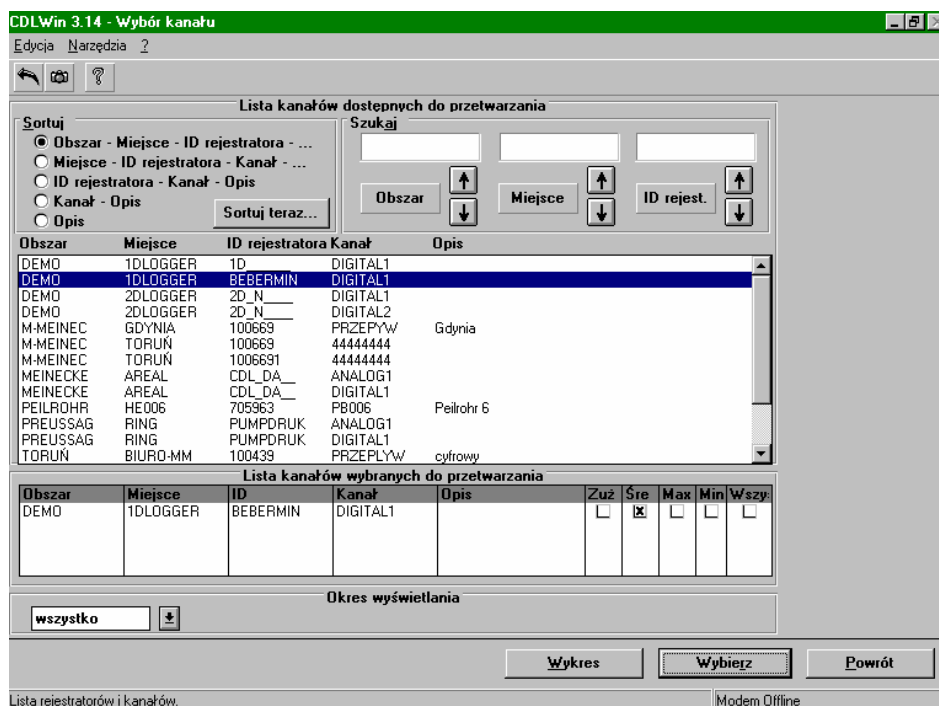 CDLWin 3.14 - Wybór kanału
Edycja Narzędzia ?
Lista kanałów dostępnych do przetwarzania
Sortuj
Szukaj
Obszar - Miejsce - ID rejestratora - ...
Miejsce - ID rejestratora - Kanał - ...
ID rejestratora - Kanał - Opis
Kanał - Opis
Opis
Sortuj teraz...
Obszar Miejsce ID rejest.
Obszar Miejsce ID rejestratora Kanał Opis
DEMO 1DLOGGER 1D_____ DIGITAL1
DEMO 1DLOGGER BEBERMIN DIGITAL1
DEMO 2DLOGGER 2D_N____ DIGITAL1
DEMO 2DLOGGER 2D_N____ DIGITAL2
M-MEINEC GDYNIA 100669 PRZEPYW Gdynia
M-MEINEC TORUŃ 100669 44444444
M-MEINEC TORUŃ 1006691 44444444
MEINECKE AREAL CDL_DA__ ANALOG1
MEINECKE AREAL CDL_DA__ DIGITAL1
PEILROHR HE006 705963 PB006 Peilrohr 6
PREUSSAG RING PUMPDRUK ANALOG1
PREUSSAG RING PUMPDRUK DIGITAL1
TORUŃ BIURO-MM 100439 PRZEPLYW cyfrowy
Lista kanałów wybranych do przetwarzania
Obszar Miejsce ID Kanał Opis Zuż Śre Max Min Wszy
DEMO 1DLOGGER BEBERMIN DIGITAL1
Okres wyświetlania
wszystko
Wykres Wybierz Powrót
Lista rejestratorów i kanałów. Modem Offline